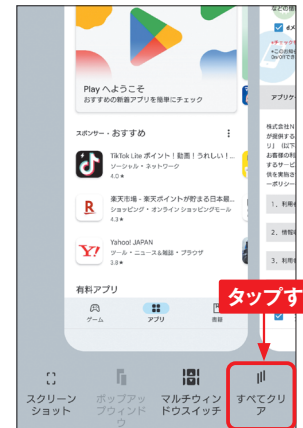 などの情
dメ
Play へようこそ
おすすめの新着アプリを簡単にチェック
スポンサー・おすすめ
TikTok Lite ポイント！動画！うれしい！...
ソーシャル・ネットワーク
4.0★
楽天市場 - 楽天ポイントが貯まる日本最...
ショッピング・オンライン ショッピングモール
4.3★
Yahoo! JAPAN
ツール・ニュース＆雑誌・ブラウザ
3.8★
有料アプリ
ゲーム
アプリ
書籍
アプリケ
株式会社N
が提供する
リ」（以下
お客様の利
するサービ
供を実施さ
ーポリシー
1. 利用者
2. 情報取
3. 利用者
タップす
スクリーン
ショット
ポップアッ
プウィンド
ウ
マルチウィン
ドウスイッチ
すべてクリ
ア